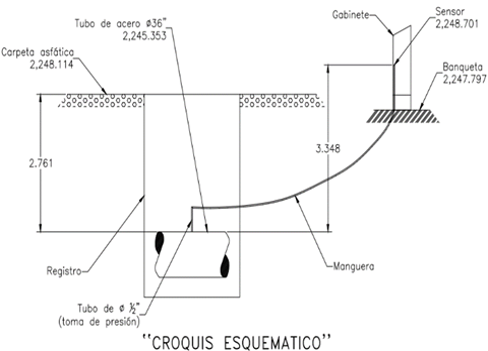 Tubo de acero ø36"
2,245.353
Gabinete
Sensor
2,248.701
Carpeta asfática
2,248.114
Banqueta
2,247.797
2.761
3.348
Registro
Manguera
Tubo de ø ½"
(toma de presión)
"CROQUIS ESQUEMATICO"